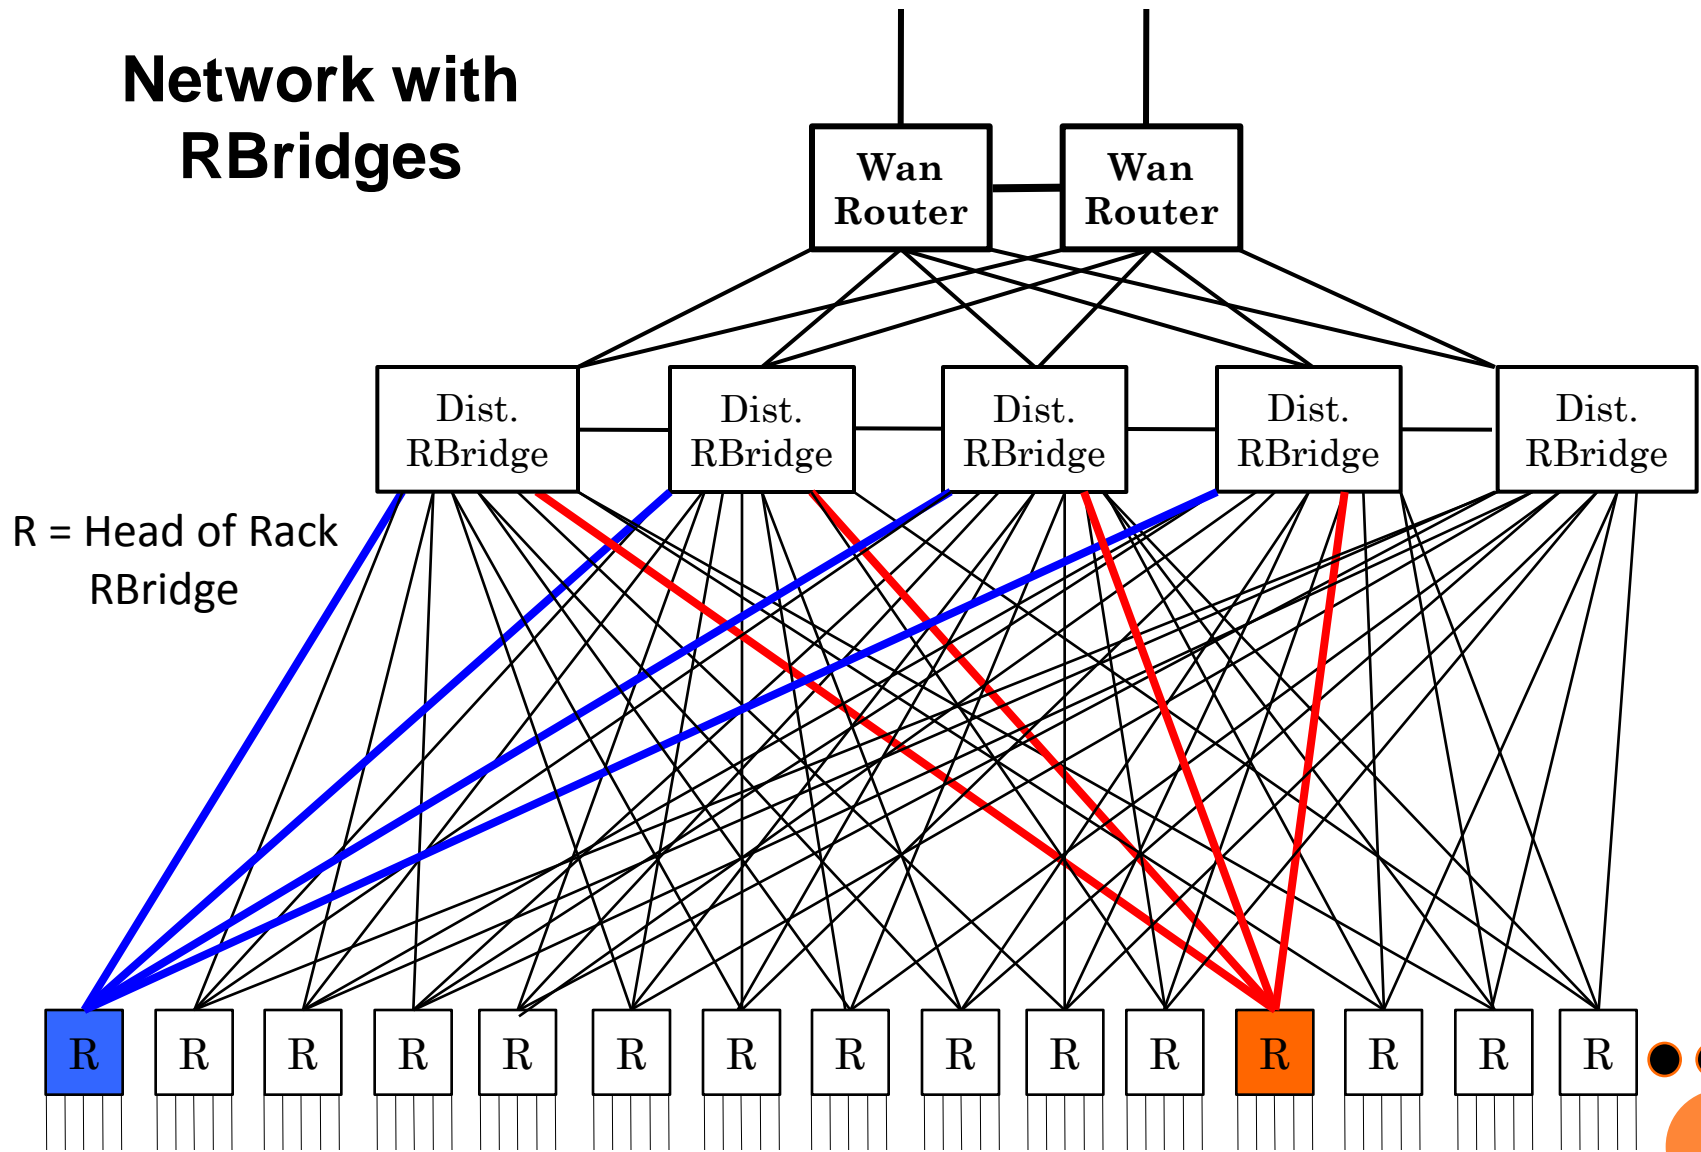 Network with
RBridges
Wan
Router
Wan
Router
Dist.
RBridge
Dist.
RBridge
Dist.
RBridge
Dist.
RBridge
Dist.
RBridge
R = Head of Rack
RBridge
R R R R R R R R R R R R R R R